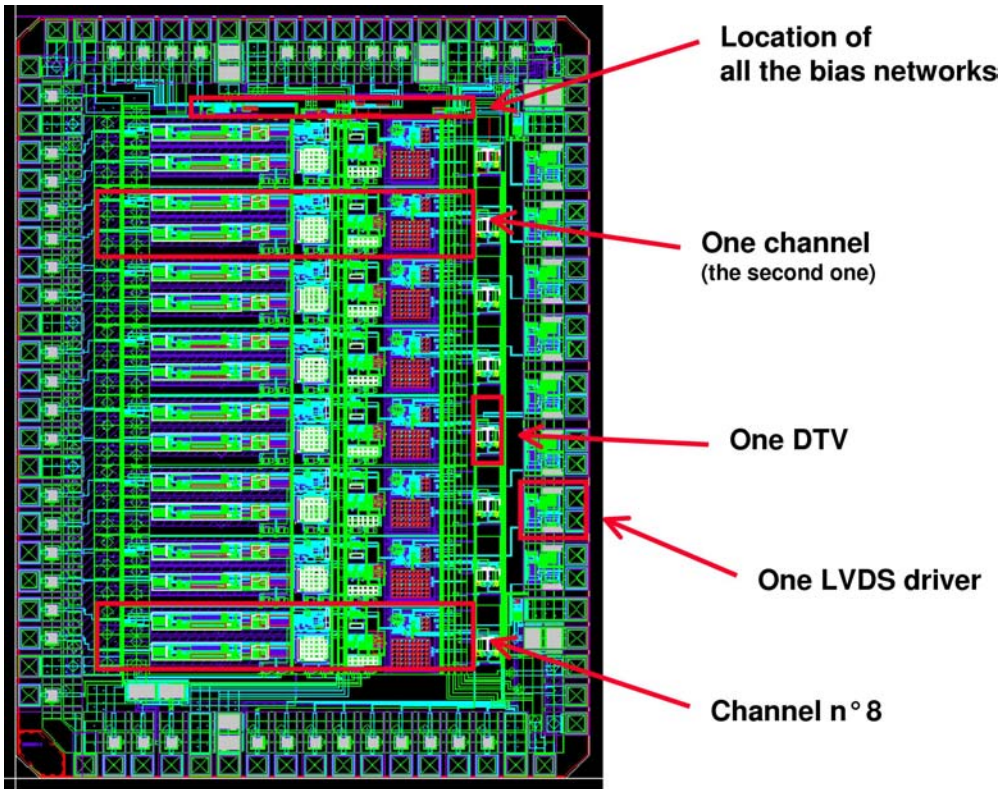 Location of
all the bias networks
One channel
(the second one)
One DTV
One LVDS driver
Channel n°8